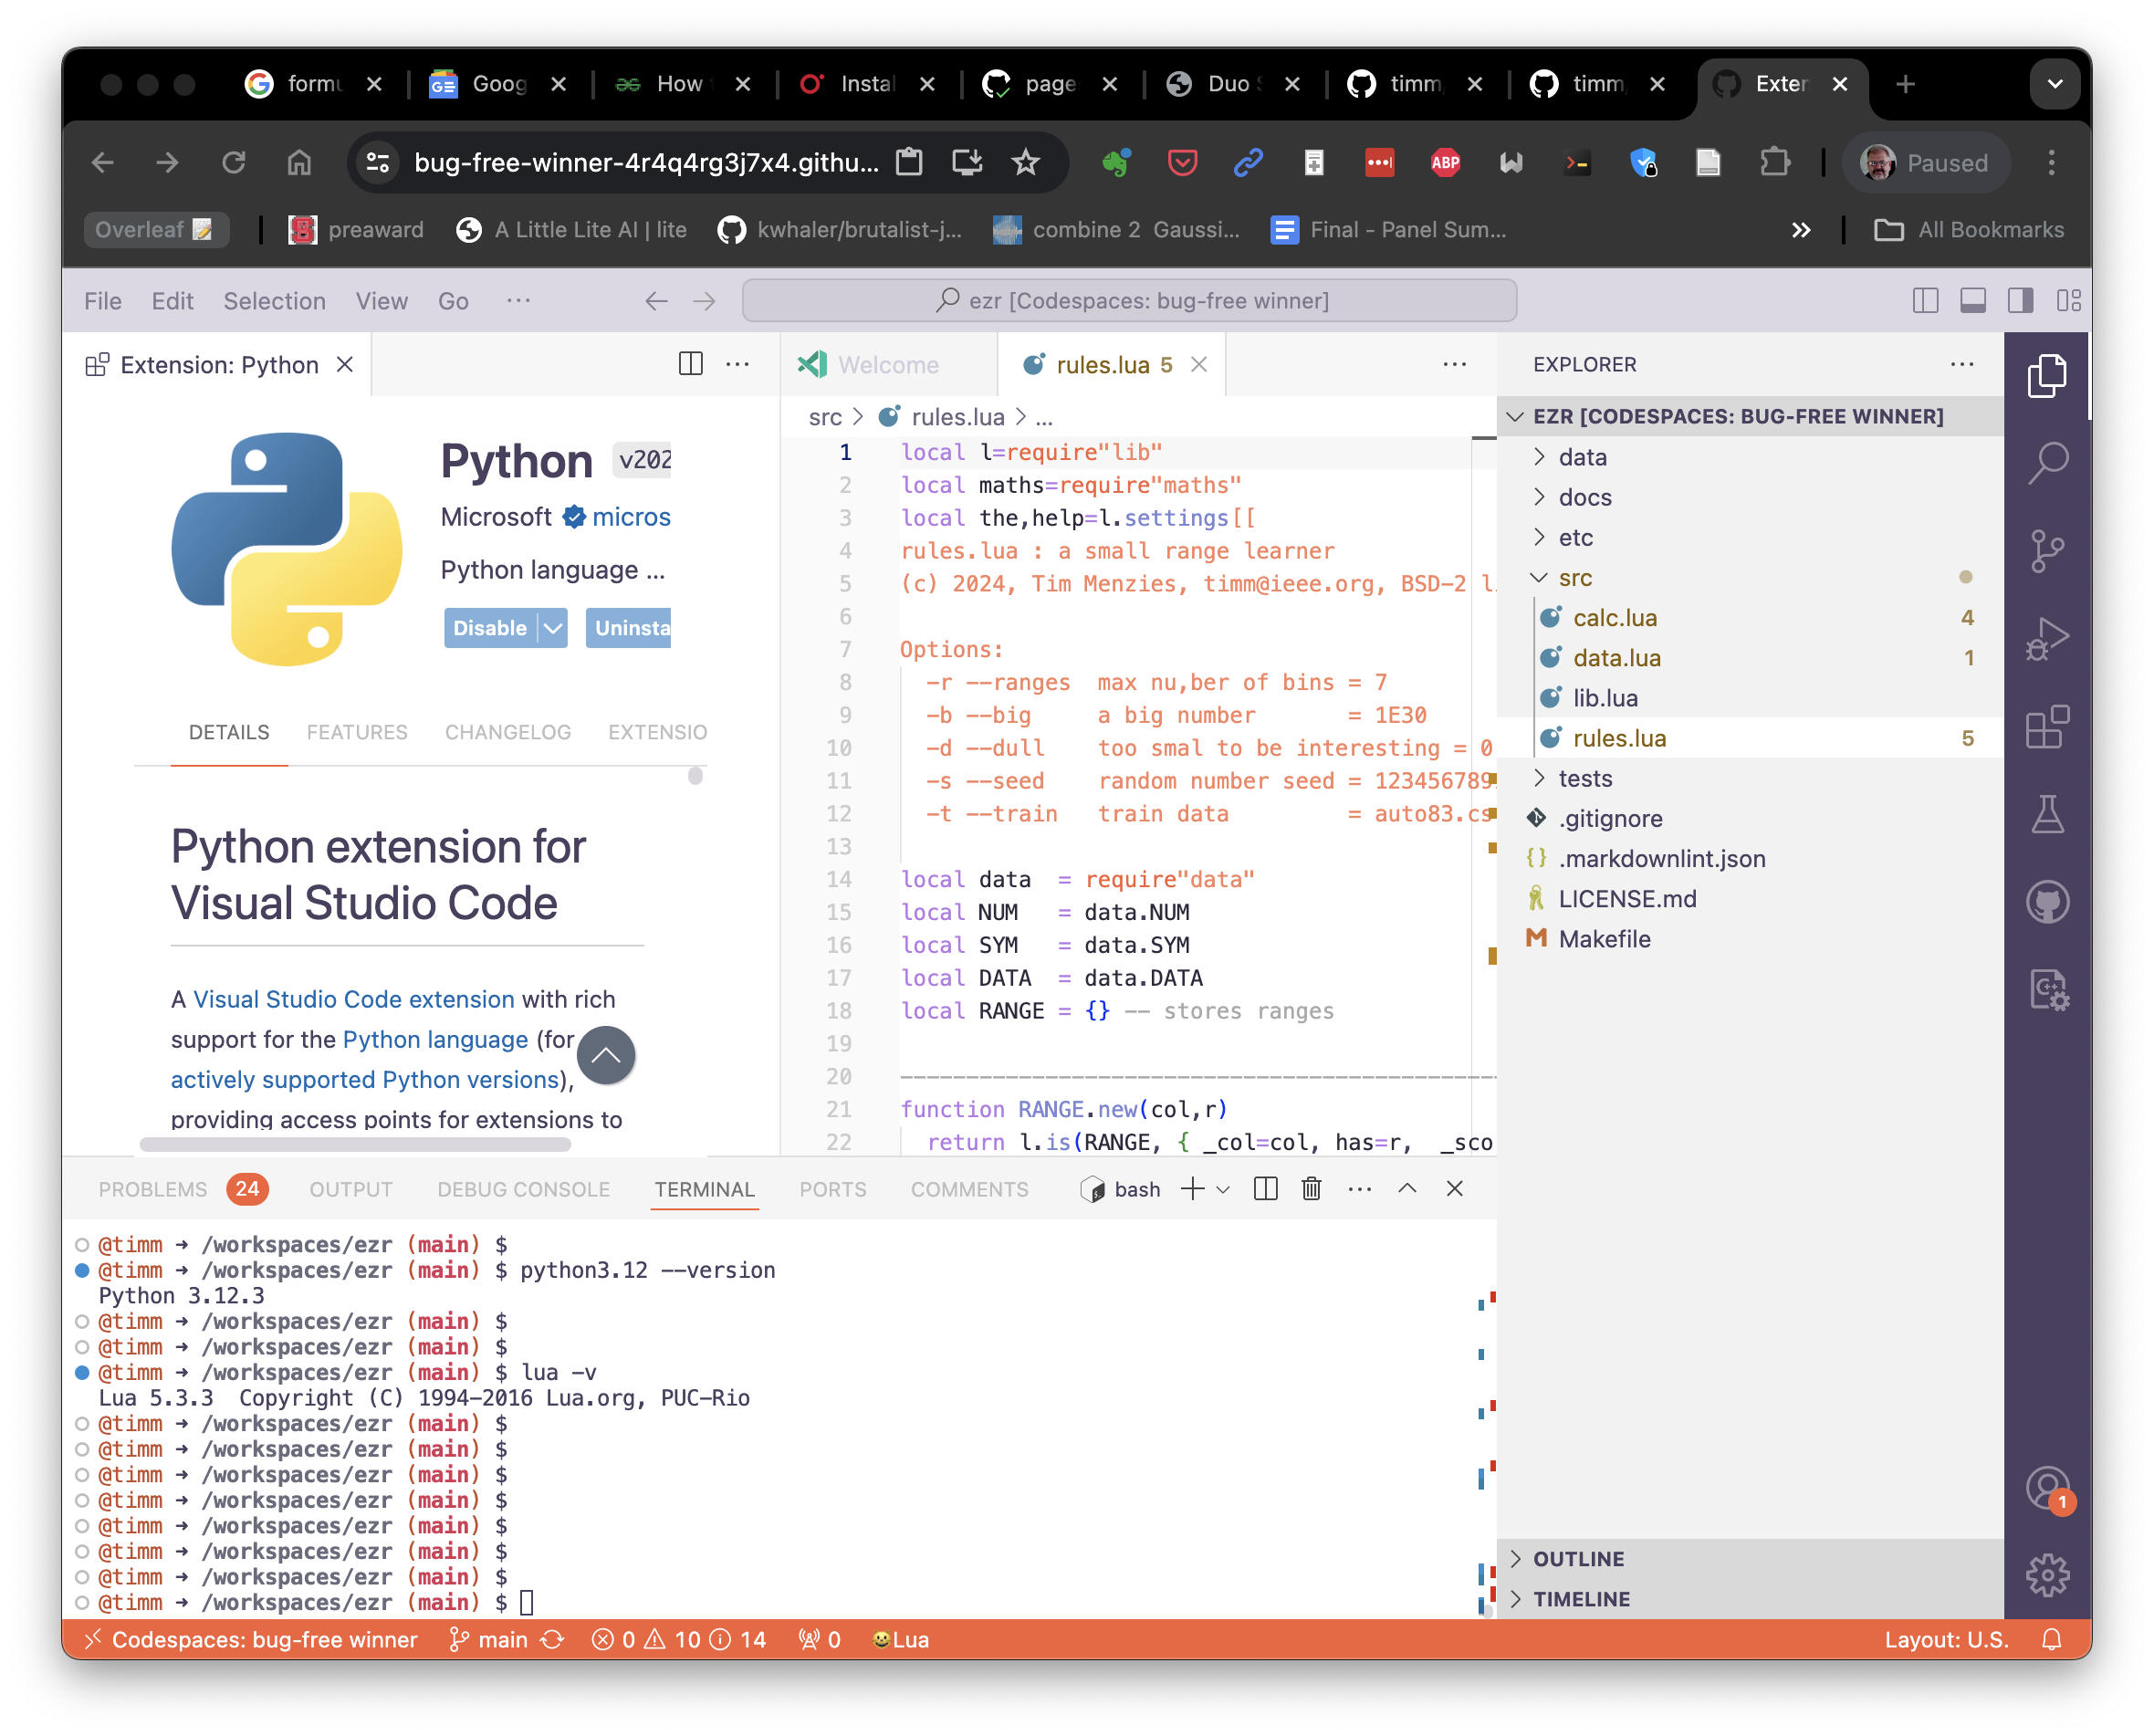 formu
Goog
How
Instal
page
Duo S
timm,
timm,
Exter
bug-free-winner-4r4q4rg3j7x4.githu...
ABP
Paused
Overleaf
preaward
A Little Lite AI | lite
kwhaler/brutalist-j...
combine 2 Gaussi...
Final - Panel Sum...
All Bookmarks
File Edit Selection View Go ...
ezr [Codespaces: bug-free winner]
Extension: Python
Python v202
Microsoft micros
Python language ...
Disable Uninsta
DETAILS FEATURES CHANGELOG EXTENSIO
Python extension for
Visual Studio Code
A Visual Studio Code extension with rich
support for the Python language (for
actively supported Python versions),
providing access points for extensions to
Welcome
rules.lua 5
src > rules.lua > ...
1 local l=require"lib"
2 local maths=require"maths"
3 local the,help=l.settings[[
4 rules.lua : a small range learner
5 (c) 2024, Tim Menzies, timm@ieee.org, BSD-2 li
6
7 Options:
8 -r --ranges max nu,ber of bins = 7
9 -b --big a big number = 1E30
10 -d --dull too smal to be interesting = 0
11 -s --seed random number seed = 123456789
12 -t --train train data = auto83.cs
13
14 local data = require"data"
15 local NUM = data.NUM
16 local SYM = data.SYM
17 local DATA = data.DATA
18 local RANGE = {} -- stores ranges
19
20 ----------------------------------------------
21 function RANGE.new(col,r)
22 return l.is(RANGE, { _col=col, has=r, _sco
EXPLORER
EZR [CODESPACES: BUG-FREE WINNER]
data
docs
etc
src
calc.lua 4
data.lua 1
lib.lua
rules.lua 5
tests
.gitignore
.markdownlint.json
LICENSE.md
Makefile
OUTLINE
TIMELINE
1
PROBLEMS 24 OUTPUT DEBUG CONSOLE TERMINAL PORTS COMMENTS bash
@timm → /workspaces/ezr (main) $
@timm → /workspaces/ezr (main) $ python3.12 --version
Python 3.12.3
@timm → /workspaces/ezr (main) $
@timm → /workspaces/ezr (main) $
@timm → /workspaces/ezr (main) $ lua -v
Lua 5.3.3 Copyright (C) 1994-2016 Lua.org, PUC-Rio
@timm → /workspaces/ezr (main) $
@timm → /workspaces/ezr (main) $
@timm → /workspaces/ezr (main) $
@timm → /workspaces/ezr (main) $
@timm → /workspaces/ezr (main) $
@timm → /workspaces/ezr (main) $
@timm → /workspaces/ezr (main) $
@timm → /workspaces/ezr (main) $
Codespaces: bug-free winner main 0 10 14 0 Lua
Layout: U.S.